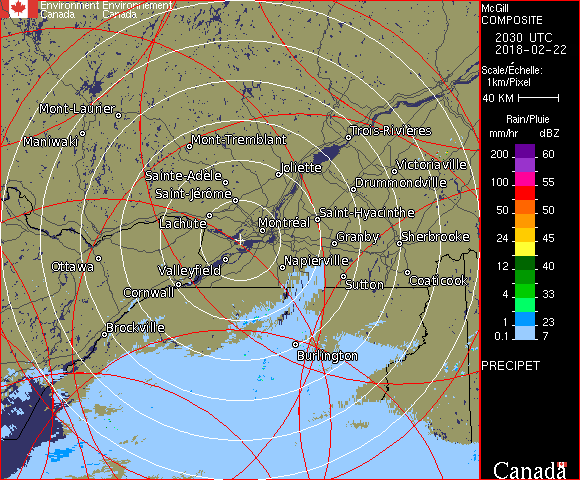 Environment Environnement
Canada Canada
McGill
COMPOSITE
2030 UTC
2018-02-22
Scale/Échelle:
1km/Pixel
40 KM
Rain/Pluie
mm/hr dBZ
200 60
100 55
50 50
24 45
12 40
4 33
1 23
0.1 7
PRECIPET
Mont-Laurier
Maniwaki
Mont-Tremblant
Trois-Rivières
Joliette
Victoriaville
Sainte-Adèle
Drummondville
Saint-Jérôme
Lachute
Saint-Hyacinthe
Montréal
Granby
Sherbrooke
Ottawa
Valleyfield
Napierville
Cornwall
Sutton
Coaticook
Brockville
Burlington
Canada